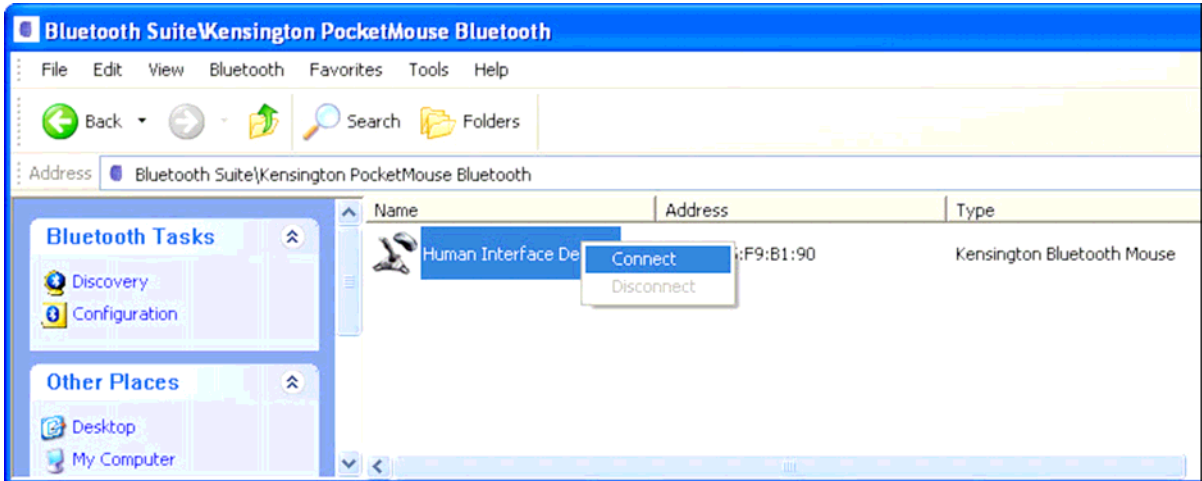 Bluetooth Suite\Kensington PocketMouse Bluetooth
File Edit View Bluetooth Favorites Tools Help
Back Search Folders
Address Bluetooth Suite\Kensington PocketMouse Bluetooth
Name Address Type
Bluetooth Tasks
Human Interface De :F9:B1:90 Kensington Bluetooth Mouse
Connect
Disconnect
Discovery
Configuration
Other Places
Desktop
My Computer